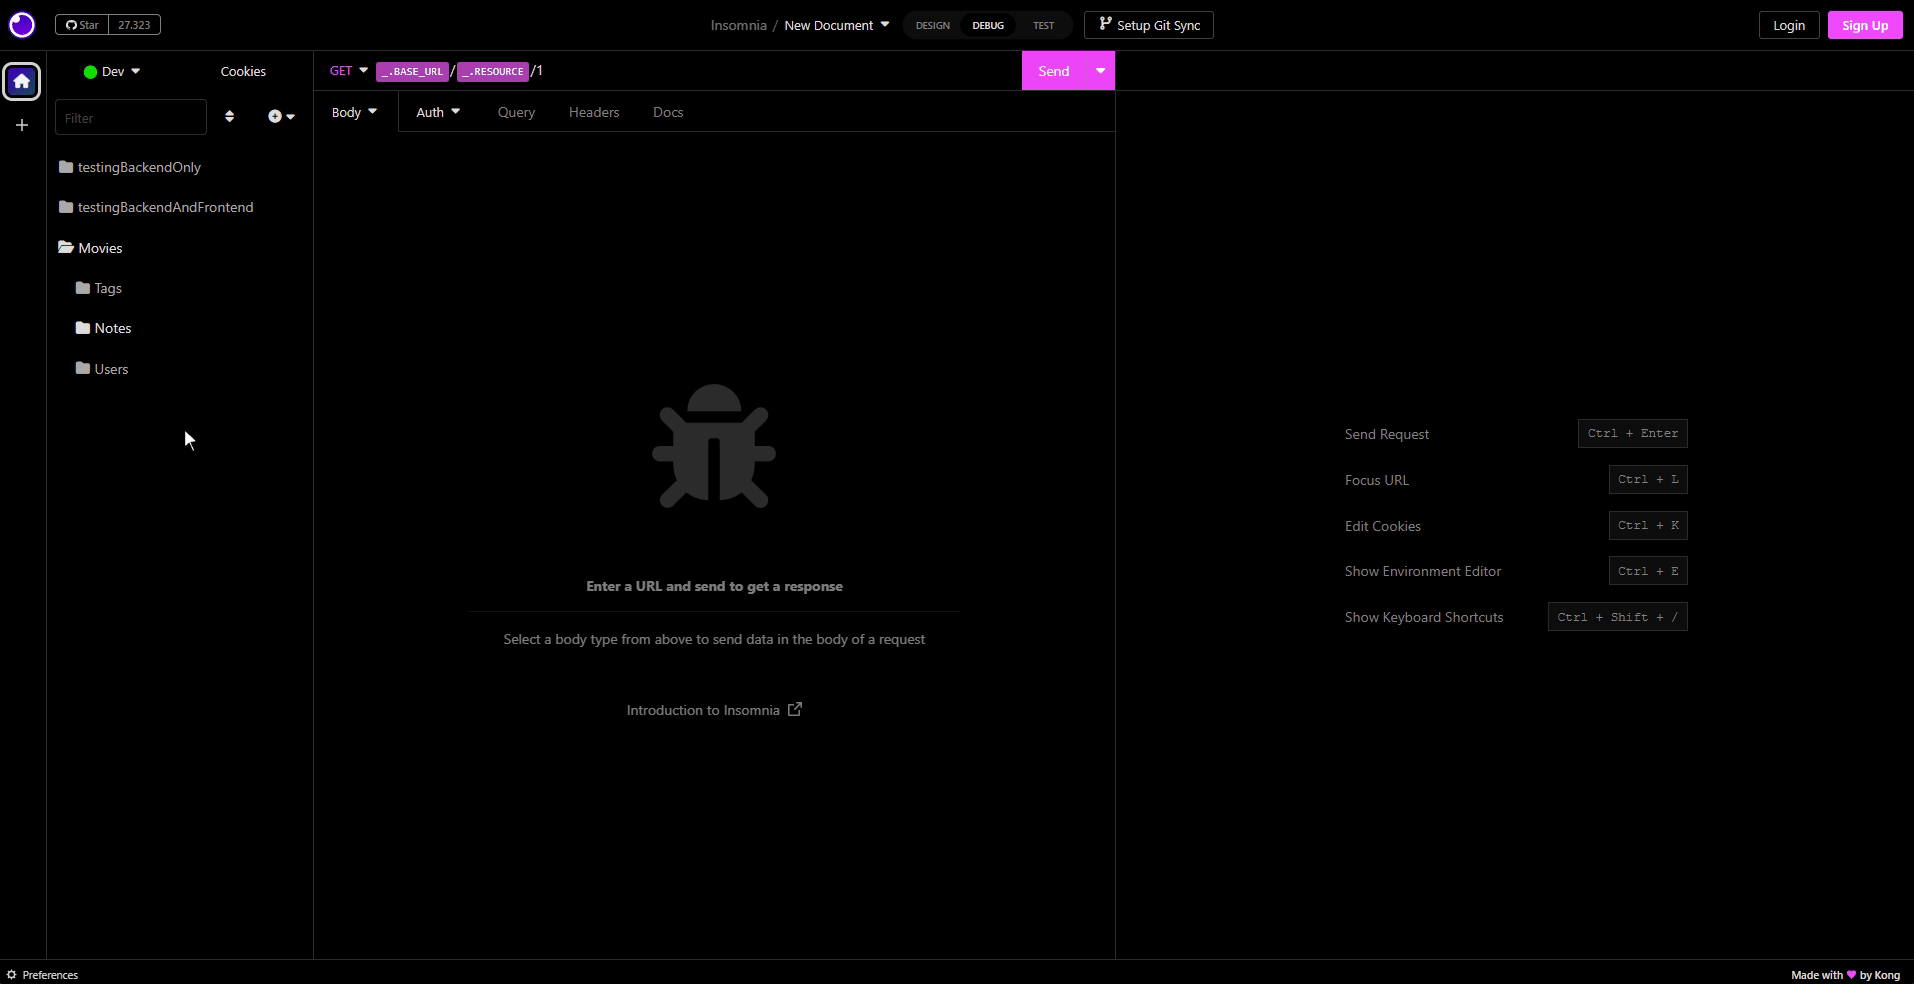 Star 27.323 Insomnia / New Document DESIGN DEBUG TEST Setup Git Sync Login Sign Up
Dev Cookies GET _.BASE_URL/_.RESOURCE/1 Send
Filter Body Auth Query Headers Docs
testingBackendOnly
testingBackendAndFrontend
Movies
Tags
Notes
Users
Enter a URL and send to get a response
Select a body type from above to send data in the body of a request
Introduction to Insomnia
Send Request Ctrl + Enter
Focus URL Ctrl + L
Edit Cookies Ctrl + K
Show Environment Editor Ctrl + E
Show Keyboard Shortcuts Ctrl + Shift + /
Preferences Made with ♥ by Kong